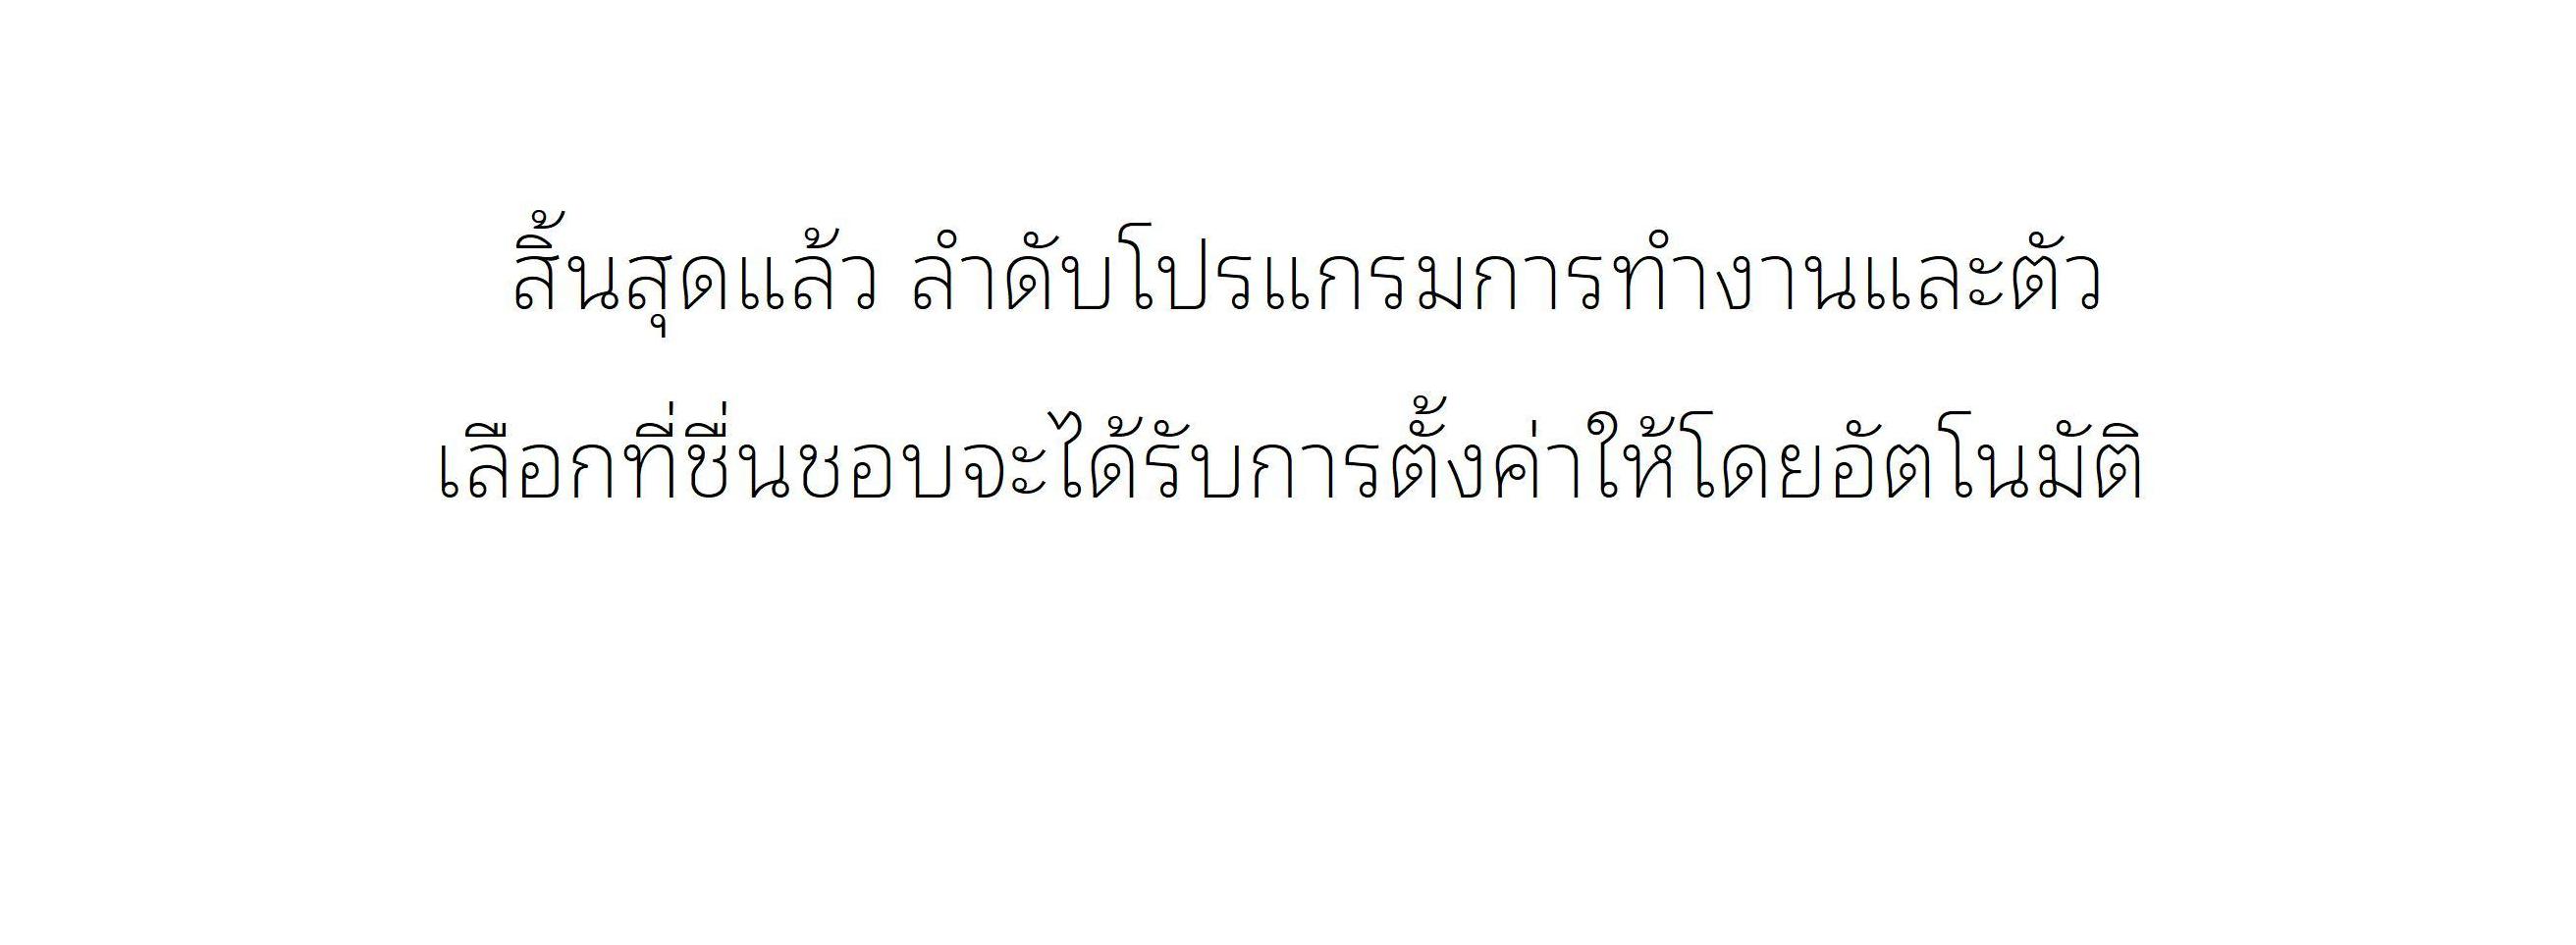 สิ้นสุดแล้ว ลำดับโปรแกรมการทำงานและตัว
เลือกที่ชื่นชอบจะได้รับการตั้งค่าให้โดยอัตโนมัติ